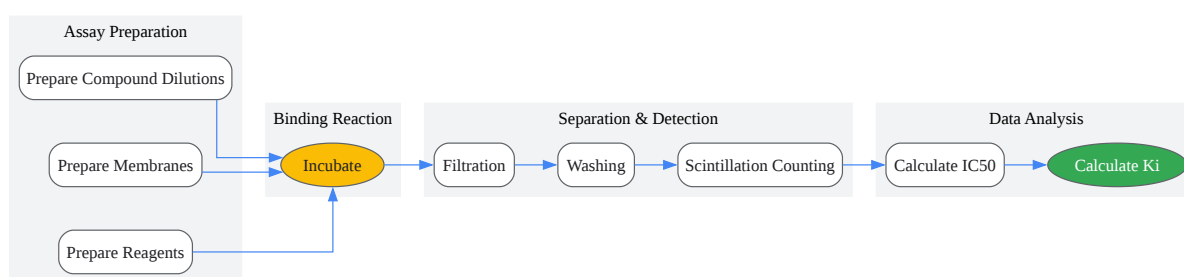 Assay Preparation
Prepare Compound Dilutions
Prepare Membranes
Prepare Reagents
Binding Reaction
Incubate
Separation & Detection
Filtration
Washing
Scintillation Counting
Data Analysis
Calculate IC50
Calculate Ki